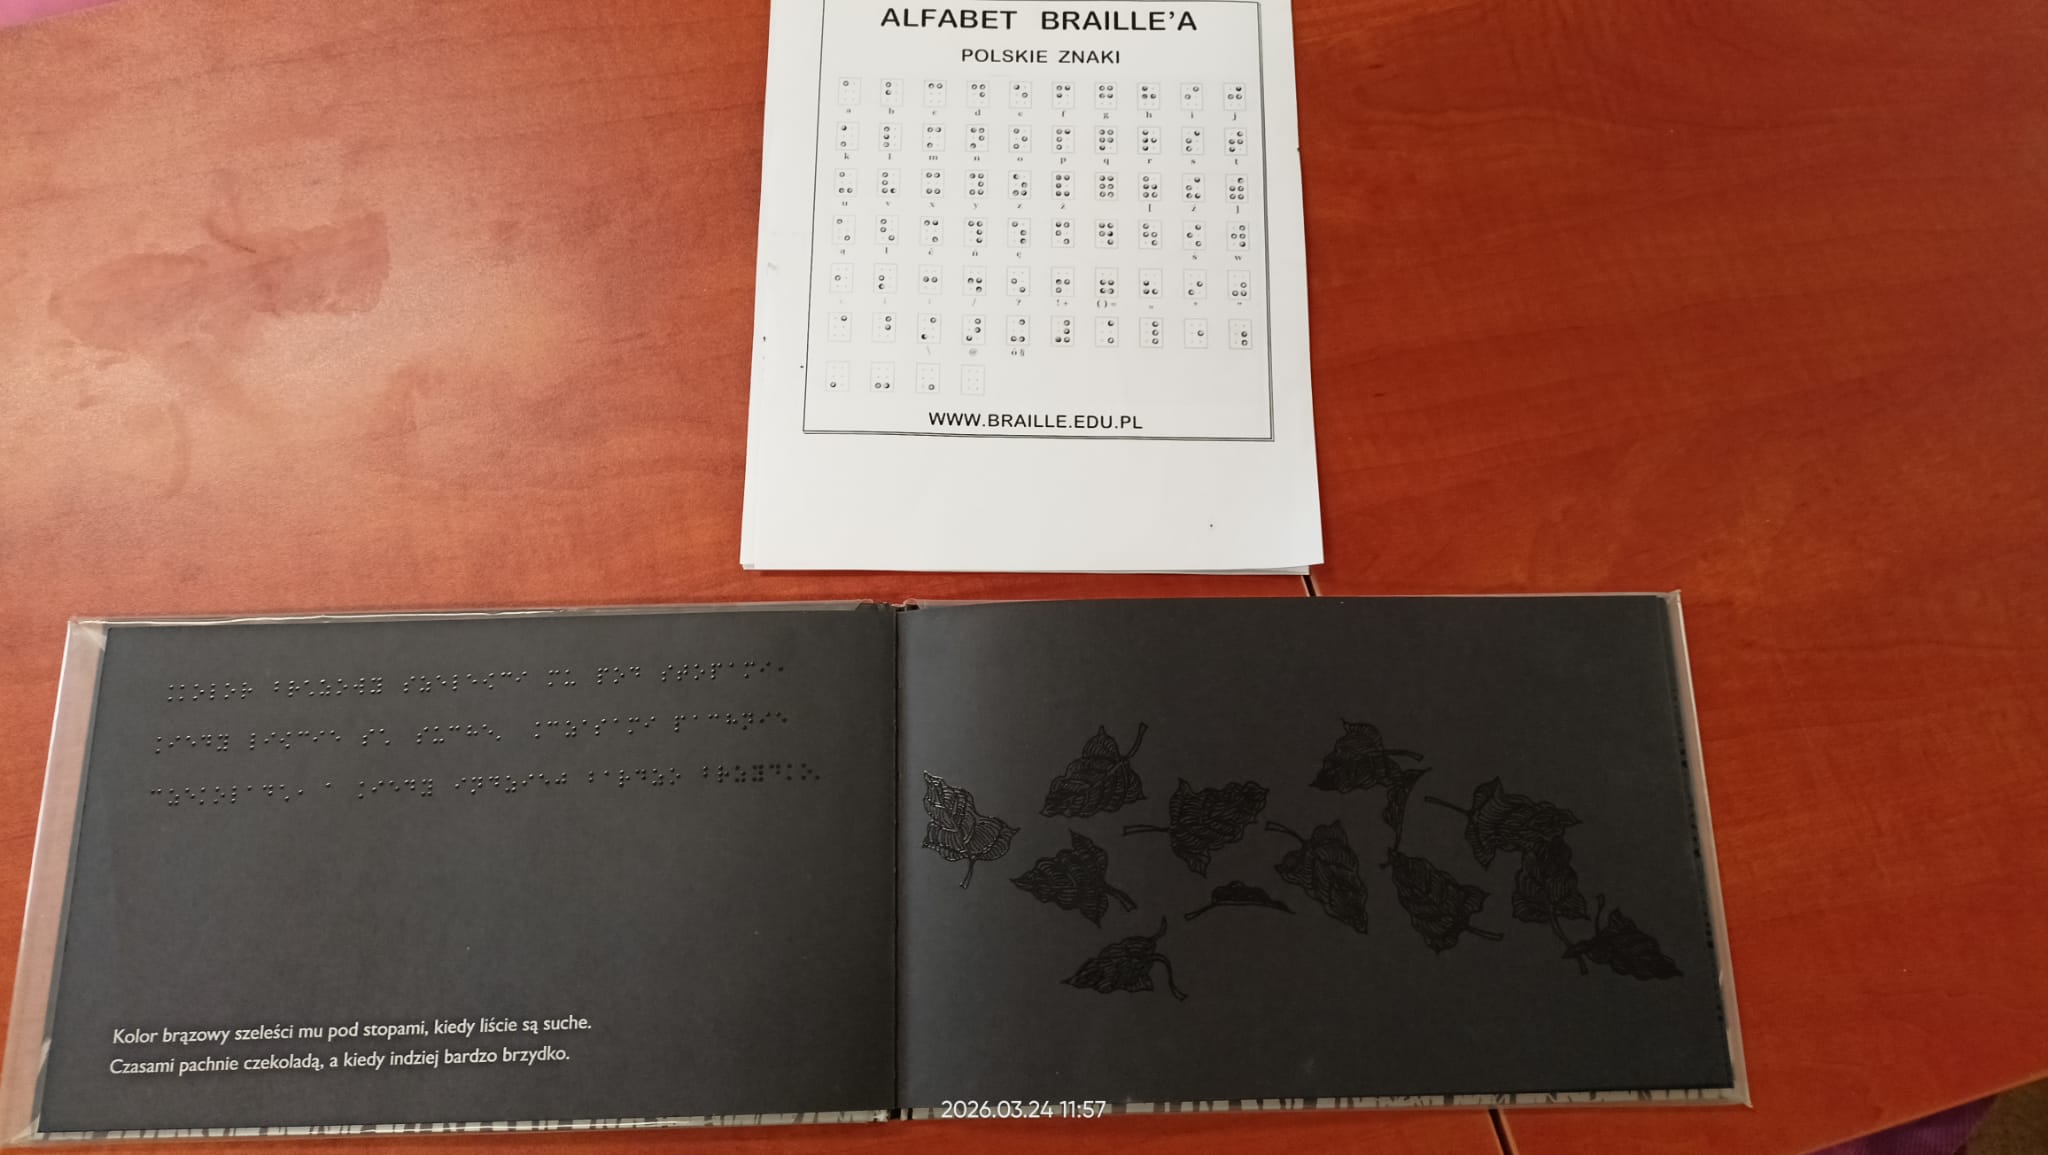 ALFABET BRAILLE'A
POLSKIE ZNAKI
a b c d e f g h i j
k l m n o p q r s t
u v x y z ż [ ź ]
ą ł ć ń ę ś w
/ ? ! + ( ) = „ * "
\ @ ó §
WWW.BRAILLE.EDU.PL
Kolor brązowy szeleści mu pod stopami, kiedy liście są suche.
Czasami pachnie czekoladą, a kiedy indziej bardzo brzydko.
2026.03.24 11:57